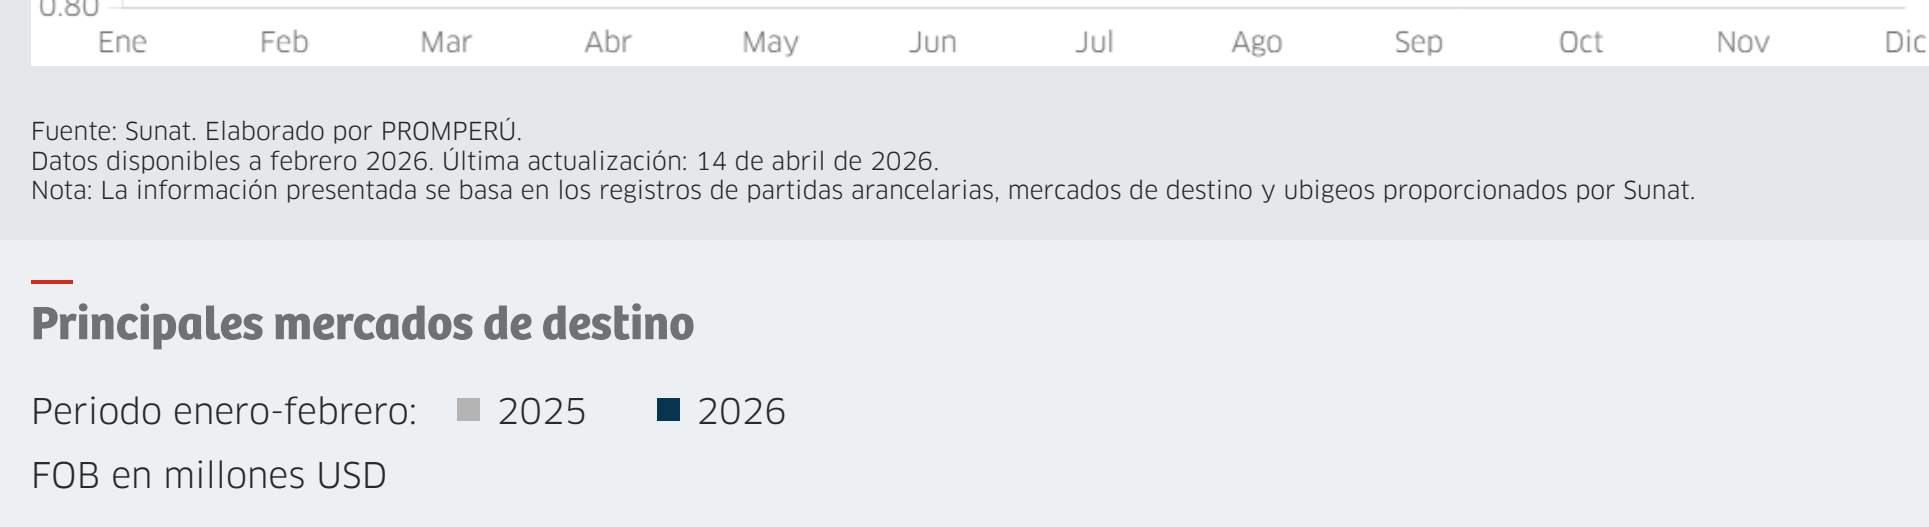 0.80
Ene Feb Mar Abr May Jun Jul Ago Sep Oct Nov Dic
Fuente: Sunat. Elaborado por PROMPERÚ.
Datos disponibles a febrero 2026. Última actualización: 14 de abril de 2026.
Nota: La información presentada se basa en los registros de partidas arancelarias, mercados de destino y ubigeos proporcionados por Sunat.
Principales mercados de destino
Periodo enero-febrero: 2025 2026
FOB en millones USD